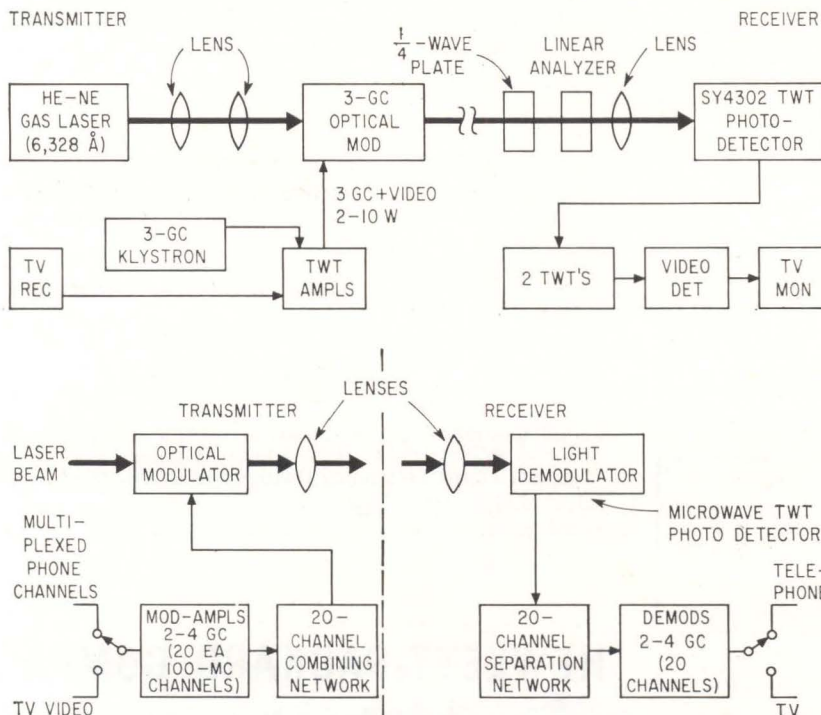 TRANSMITTER
RECEIVER
LENS
1/4-WAVE
PLATE
LINEAR
ANALYZER
LENS
HE-NE
GAS LASER
(6,328 Å)
3-GC
OPTICAL
MOD
SY4302 TWT
PHOTO-
DETECTOR
3 GC+VIDEO
2-10 W
3-GC
KLYSTRON
TV
REC
TWT
AMPLS
2 TWT'S
VIDEO
DET
TV
MON
TRANSMITTER
LENSES
RECEIVER
LASER
BEAM
OPTICAL
MODULATOR
LIGHT
DEMODULATOR
MICROWAVE TWT
PHOTO DETECTOR
MULTI-
PLEXED
PHONE
CHANNELS
MOD-AMPLS
2-4 GC
(20 EA
100-MC
CHANNELS)
20-
CHANNEL
COMBINING
NETWORK
20-
CHANNEL
SEPARATION
NETWORK
DEMODS
2-4 GC
(20
CHANNELS)
TELE-
PHONE
TV VIDEO
TV